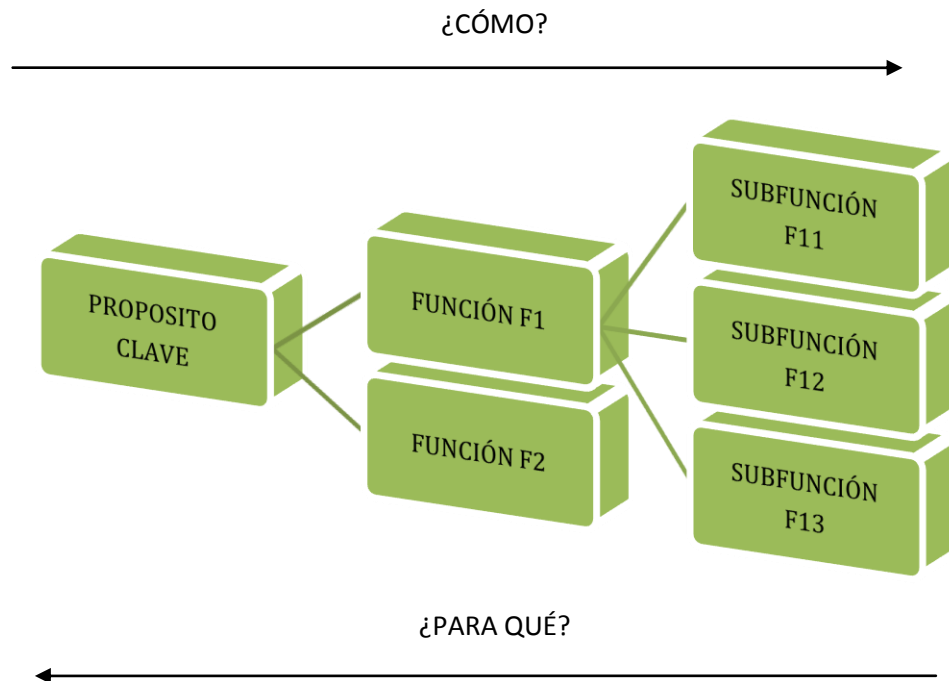 ¿CÓMO?
PROPOSITO
CLAVE
FUNCIÓN F1
FUNCIÓN F2
SUBFUNCIÓN
F11
SUBFUNCIÓN
F12
SUBFUNCIÓN
F13
¿PARA QUÉ?